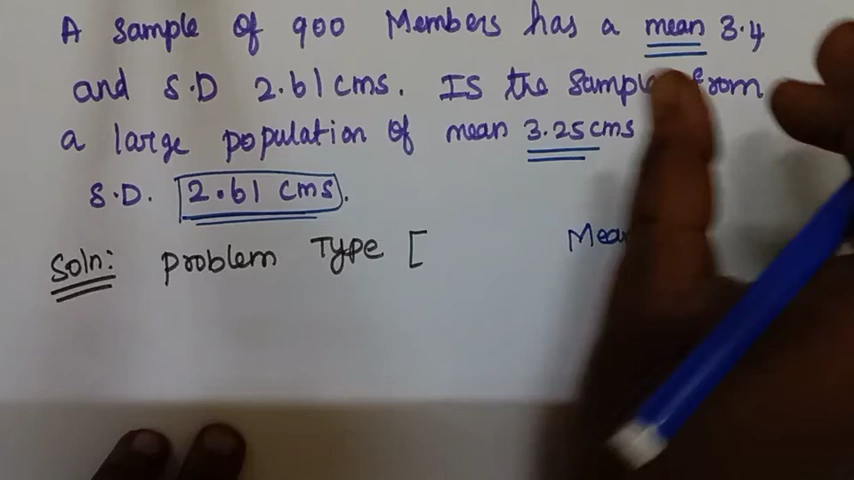 A Sample of 900 Members has a mean 3.4
and S.D 2.61 cms. Is the Sample from
a large population of mean 3.25 cms
S.D. 2.61 cms.
Soln: Problem Type [